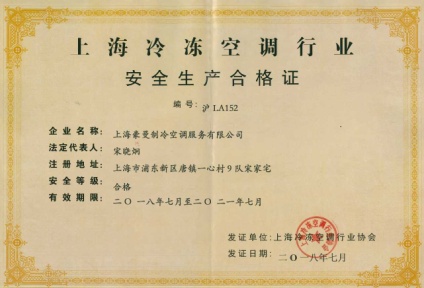 上海冷冻空调行业
安全生产合格证
编号:沪LA152
企业名称:上海豪曼制冷空调服务有限公司
法定代表人:宋晓炯
注册地址:上海市浦东新区唐镇一心村9队宋家宅
安全等级:合格
有效期限:二〇一八年七月至二〇二一年七月
发证单位:上海冷冻空调行业协会
发证日期:二〇一八年七月